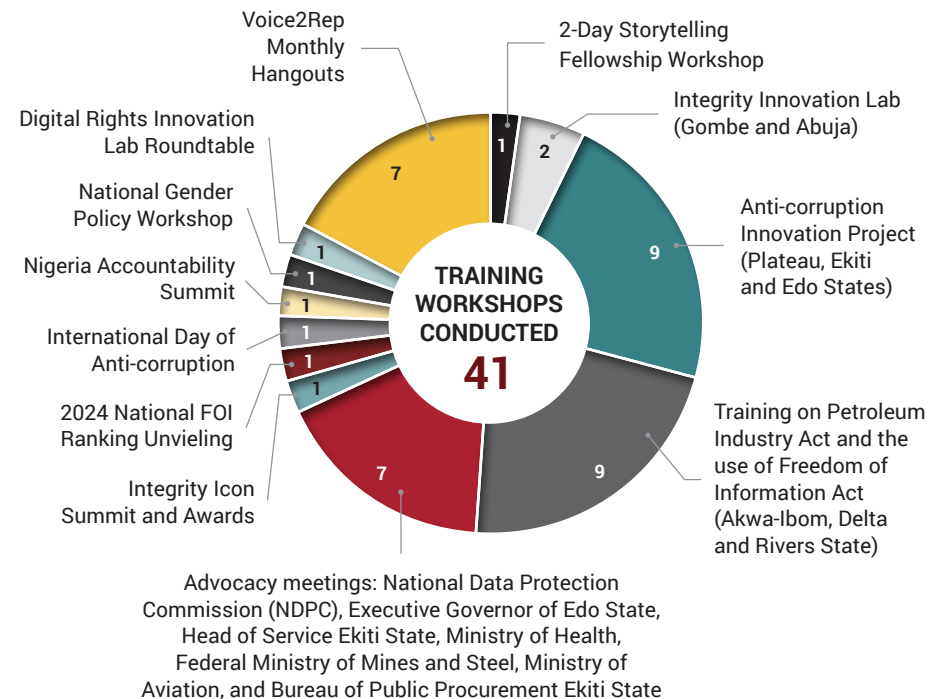 Voice2Rep
Monthly
Hangouts
2-Day Storytelling
Fellowship Workshop
Integrity Innovation Lab
(Gombe and Abuja)
Digital Rights Innovation
Lab Roundtable
National Gender
Policy Workshop
Nigeria Accountability
Summit
International Day of
Anti-corruption
2024 National FOI
Ranking Unvieling
Integrity Icon
Summit and Awards
Anti-corruption
Innovation Project
(Plateau, Ekiti
and Edo States)
Training on Petroleum
Industry Act and the
use of Freedom of
Information Act
(Akwa-Ibom, Delta
and Rivers State)
Advocacy meetings: National Data Protection
Commission (NDPC), Executive Governor of Edo State,
Head of Service Ekiti State, Ministry of Health,
Federal Ministry of Mines and Steel, Ministry of
Aviation, and Bureau of Public Procurement Ekiti State
TRAINING
WORKSHOPS
CONDUCTED
41
1
2
9
9
7
1
1
1
1
1
1
7